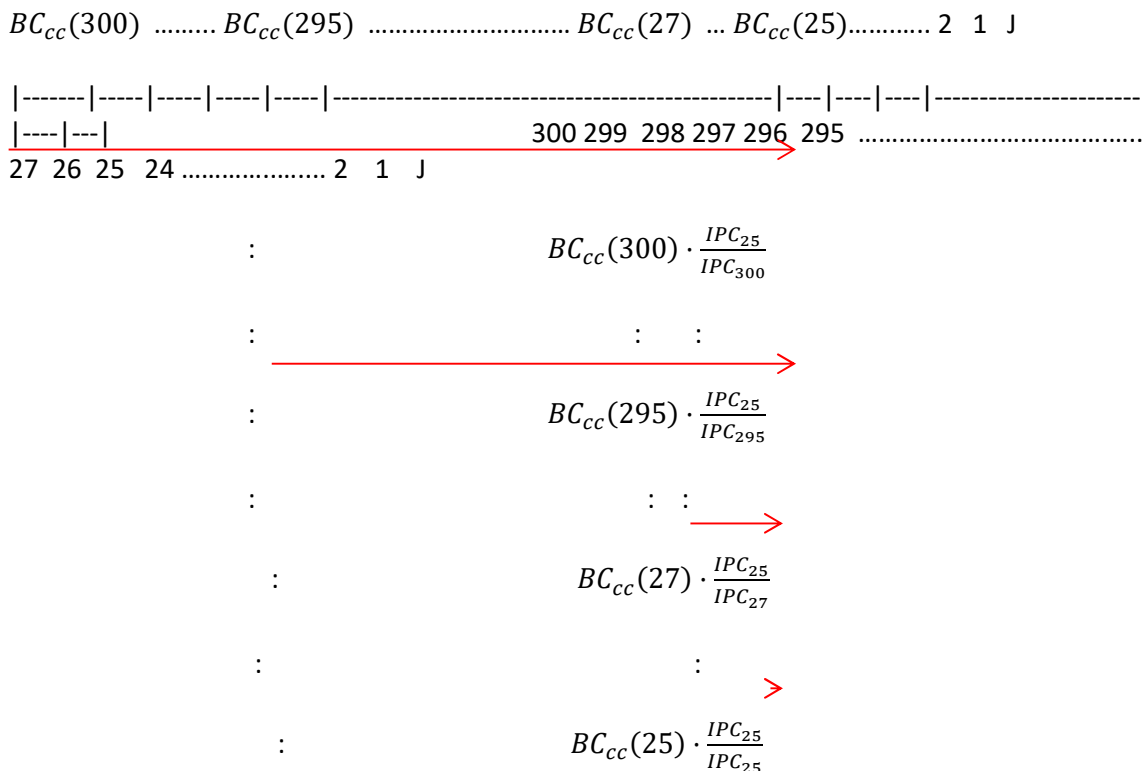 BC_cc(300) ......... BC_cc(295) .............................. BC_cc(27) ... BC_cc(25)............ 2 1 J
|-------|-----|-----|-----|-----|--------------------------------------------------|----|----|----|------------------------
|----|---| 300 299 298 297 296 295 ..........................................
27 26 25 24 ...................... 2 1 J
: BC_cc(300) · IPC_25/IPC_300
: : :
: BC_cc(295) · IPC_25/IPC_295
: : :
: BC_cc(27) · IPC_25/IPC_27
: :
: BC_cc(25) · IPC_25/IPC_25